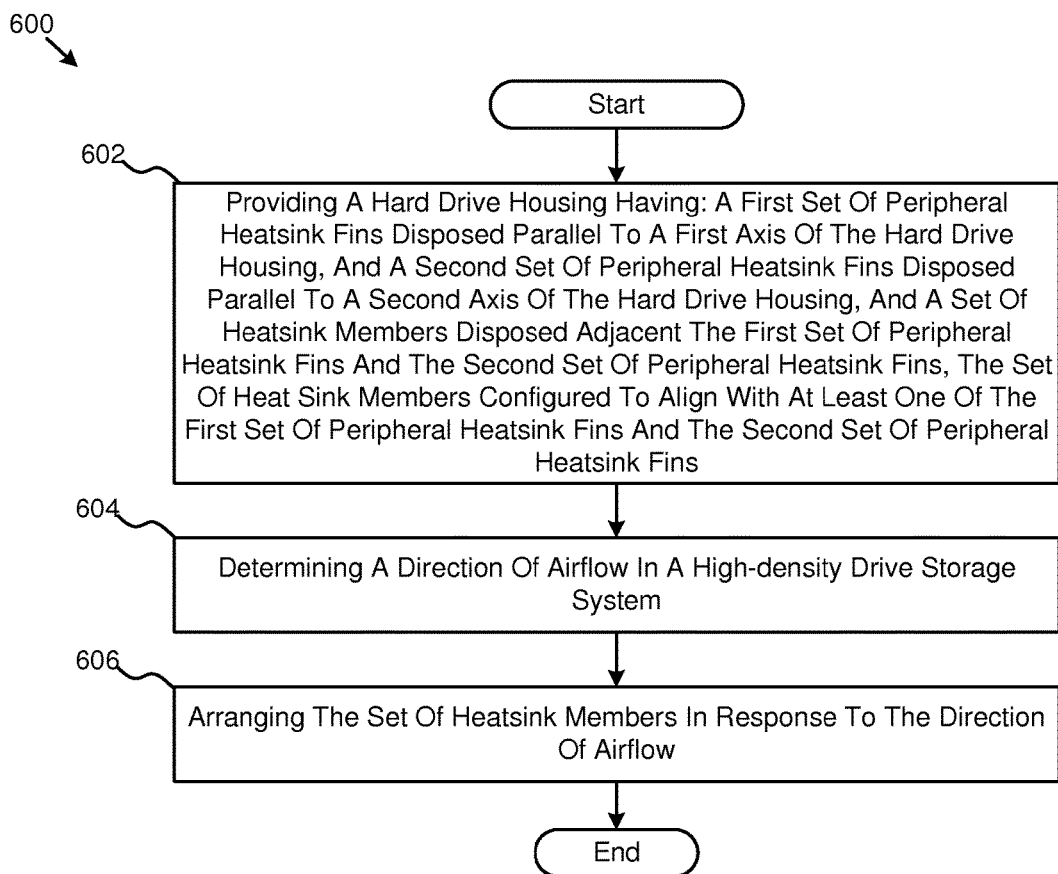 600
Start
602
Providing A Hard Drive Housing Having: A First Set Of Peripheral
Heatsink Fins Disposed Parallel To A First Axis Of The Hard Drive
Housing, And A Second Set Of Peripheral Heatsink Fins Disposed
Parallel To A Second Axis Of The Hard Drive Housing, And A Set Of
Heatsink Members Disposed Adjacent The First Set Of Peripheral
Heatsink Fins And The Second Set Of Peripheral Heatsink Fins, The Set
Of Heat Sink Members Configured To Align With At Least One Of The
First Set Of Peripheral Heatsink Fins And The Second Set Of Peripheral
Heatsink Fins
604
Determining A Direction Of Airflow In A High-density Drive Storage
System
606
Arranging The Set Of Heatsink Members In Response To The Direction
Of Airflow
End